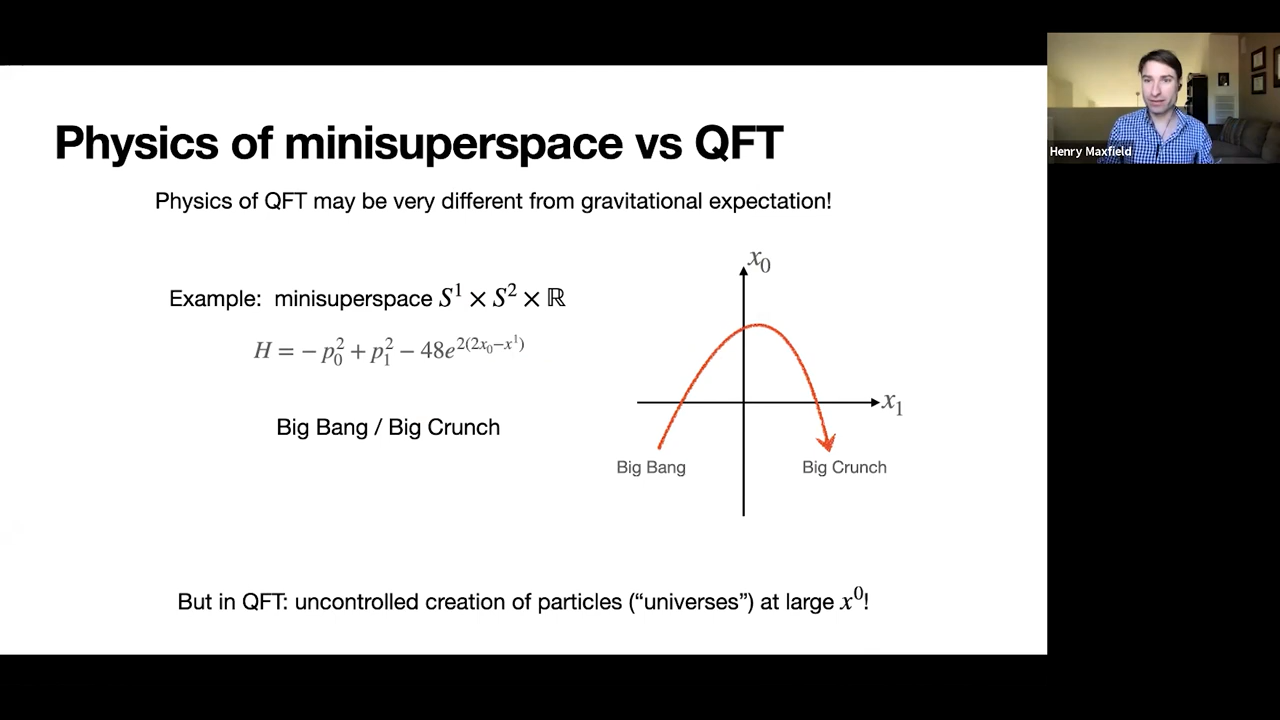 Physics of minisuperspace vs QFT
Physics of QFT may be very different from gravitational expectation!
Example: minisuperspace S¹ × S² × ℝ
H = − p₀² + p₁² − 48e^{2(2x₀−x¹)}
Big Bang / Big Crunch
x₀
x₁
Big Bang
Big Crunch
But in QFT: uncontrolled creation of particles (“universes”) at large x⁰!
Henry Maxfield